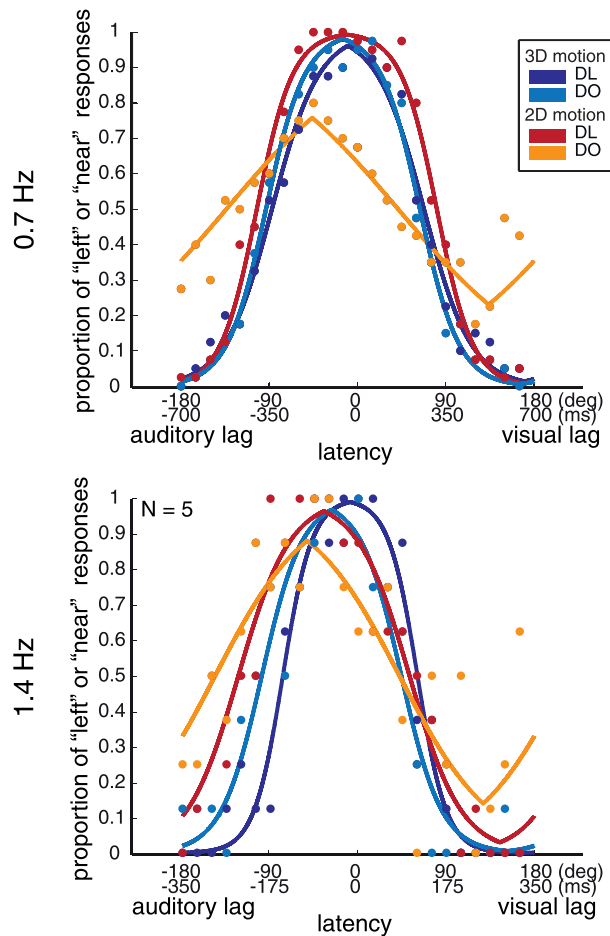 0.7 Hz
proportion of "left" or "near" responses
1
0.9
0.8
0.7
0.6
0.5
0.4
0.3
0.2
0.1
0
3D motion
DL
DO
2D motion
DL
DO
-180 -90 0 90 180 (deg)
-700 -350 0 350 700 (ms)
auditory lag visual lag
latency
1.4 Hz
proportion of "left" or "near" responses
N = 5
1
0.9
0.8
0.7
0.6
0.5
0.4
0.3
0.2
0.1
0
-180 -90 0 90 180 (deg)
-350 -175 0 175 350 (ms)
auditory lag visual lag
latency